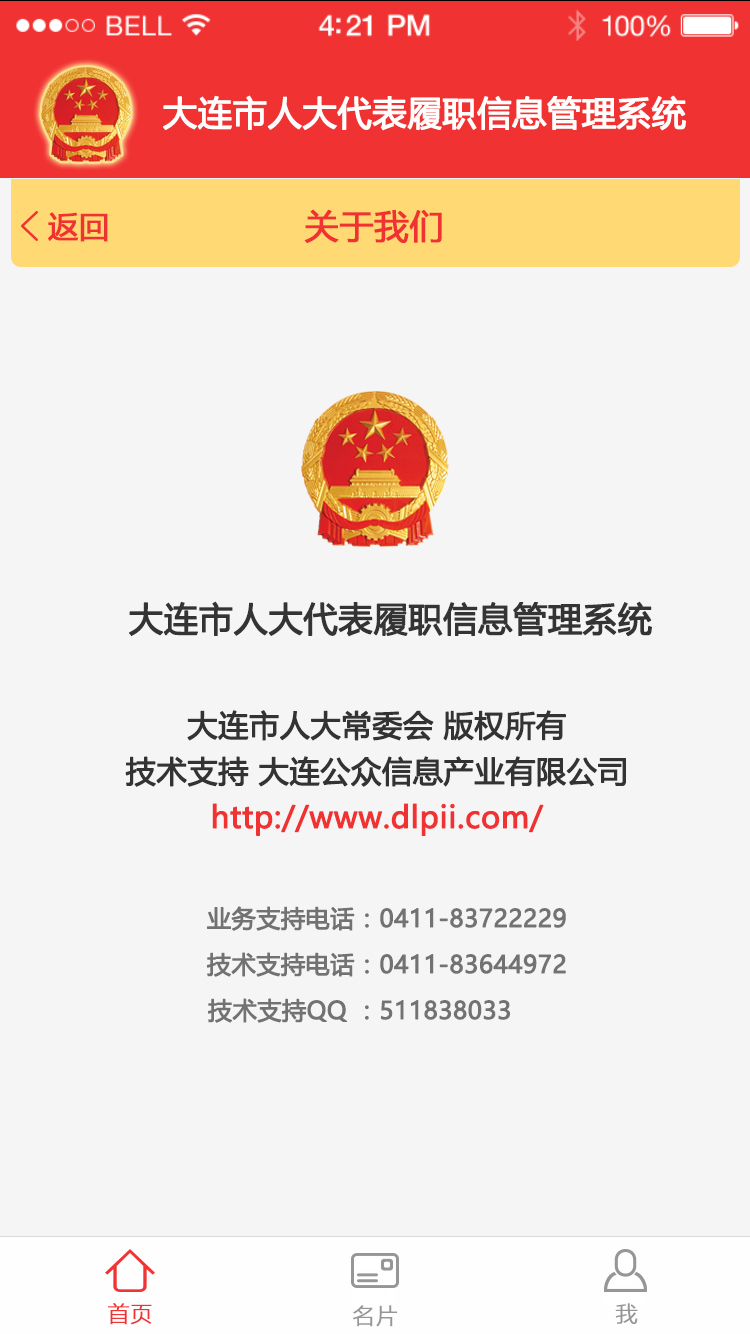 BELL 4:21 PM 100%
大连市人大代表履职信息管理系统
返回 关于我们
大连市人大代表履职信息管理系统
大连市人大常委会 版权所有
技术支持 大连公众信息产业有限公司
http://www.dlpii.com/
业务支持电话：0411-83722229
技术支持电话：0411-83644972
技术支持QQ ：511838033
首页 名片 我